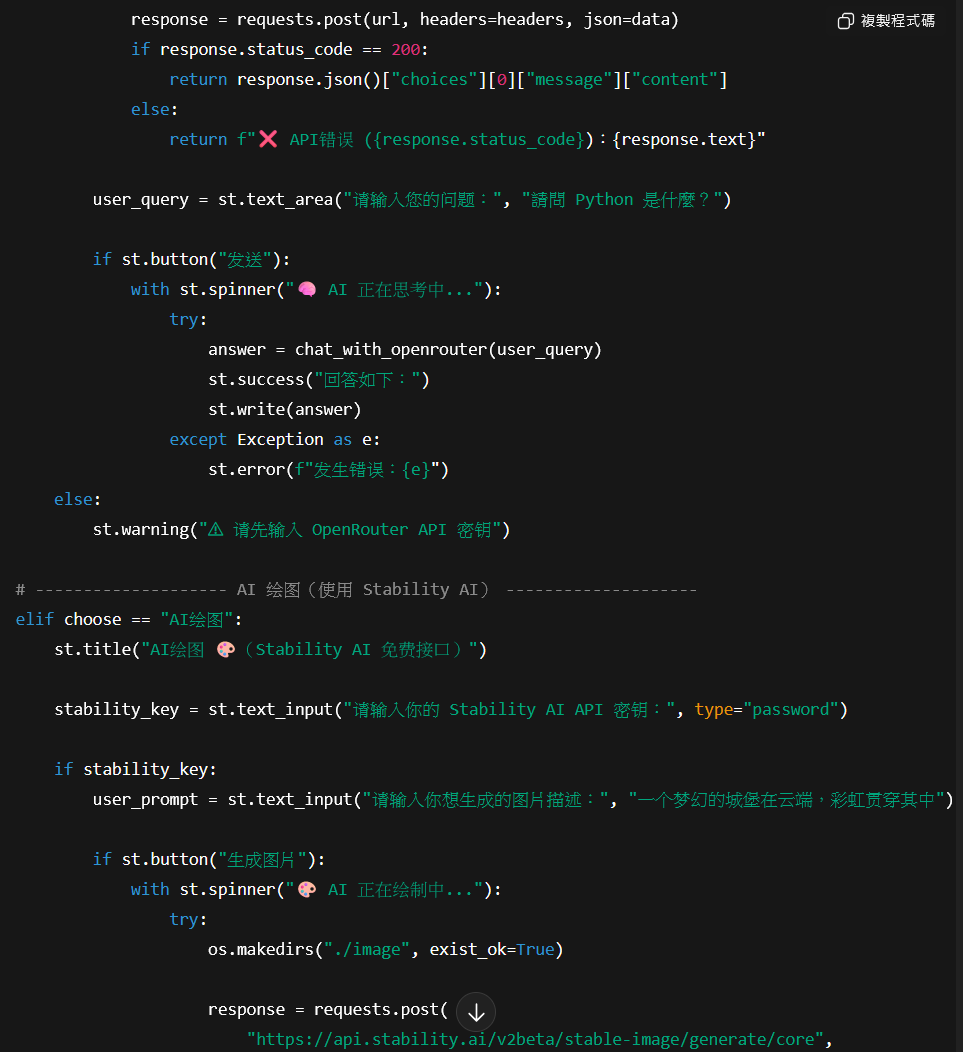 複製程式碼
response = requests.post(url, headers=headers, json=data)
if response.status_code == 200:
return response.json()["choices"][0]["message"]["content"]
else:
return f"❌ API错误 ({response.status_code})：{response.text}"
user_query = st.text_area("请输入您的问题：", "請問 Python 是什麼？")
if st.button("发送"):
with st.spinner("🧠 AI 正在思考中..."):
try:
answer = chat_with_openrouter(user_query)
st.success("回答如下：")
st.write(answer)
except Exception as e:
st.error(f"发生错误：{e}")
else:
st.warning("⚠ 请先输入 OpenRouter API 密钥")
# -------------------- AI 绘图（使用 Stability AI） --------------------
elif choose == "AI绘图":
st.title("AI绘图 🎨（Stability AI 免费接口）")
stability_key = st.text_input("请输入你的 Stability AI API 密钥：", type="password")
if stability_key:
user_prompt = st.text_input("请输入你想生成的图片描述：", "一个梦幻的城堡在云端，彩虹贯穿其中")
if st.button("生成图片"):
with st.spinner("🎨 AI 正在绘制中..."):
try:
os.makedirs("./image", exist_ok=True)
response = requests.post(
"https://api.stability.ai/v2beta/stable-image/generate/core",